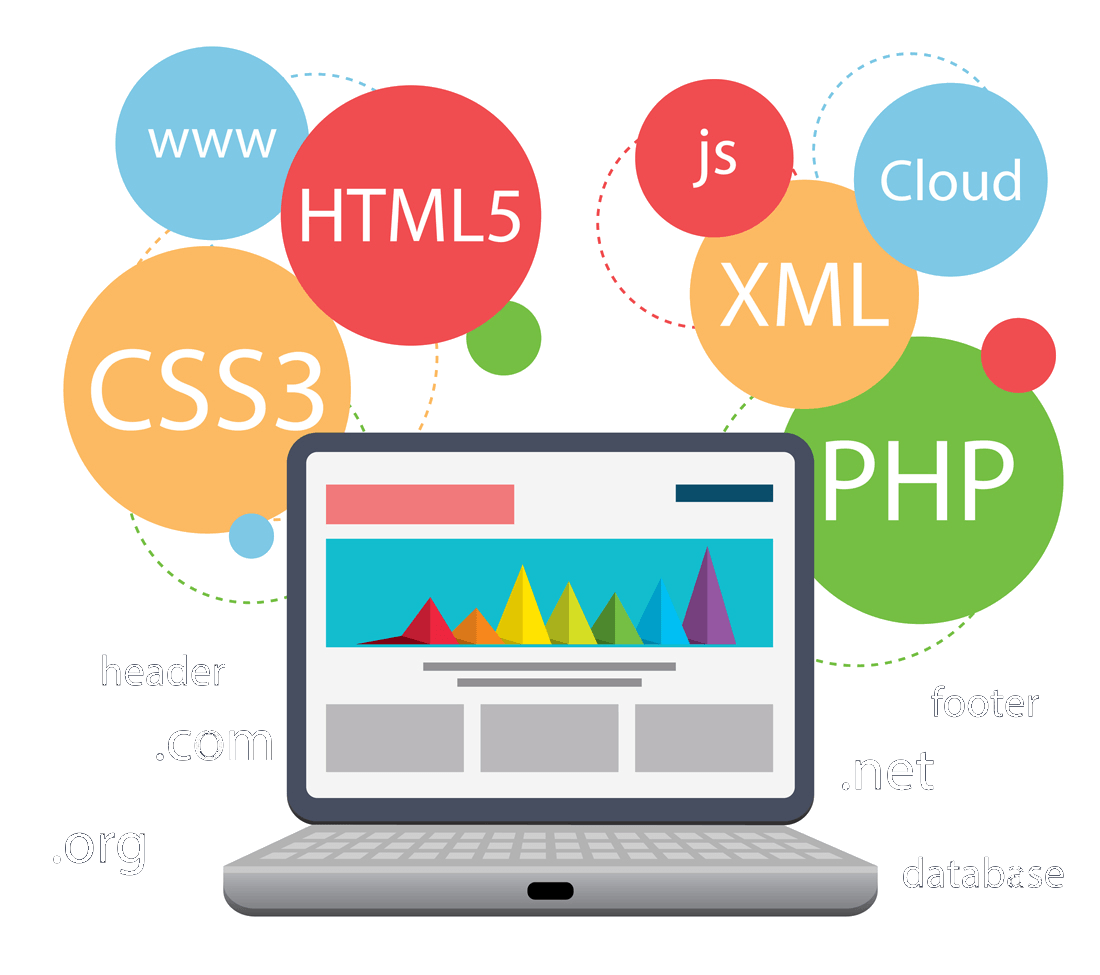 www
HTML5
CSS3
js
Cloud
XML
PHP
header
.com
.org
footer
.net
database